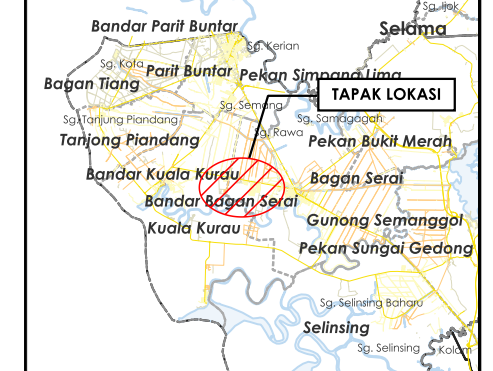 Sg. Ijok
Bandar Parit Buntar
Selama
Sg. Kerian
Sg. Kota
Parit Buntar
Pekan Simpang Lima
Bagan Tiang
TAPAK LOKASI
Sg. Semang
Sg. Tanjung Piandang
Sg. Samagagah
Sg. Rawa
Tanjong Piandang
Pekan Bukit Merah
Bandar Kuala Kurau
Bagan Serai
Bandar Bagan Serai
Gunong Semanggol
Kuala Kurau
Pekan Sungai Gedong
Sg. Selinsing Baharu
Selinsing
Sg. Selinsing
Kolam